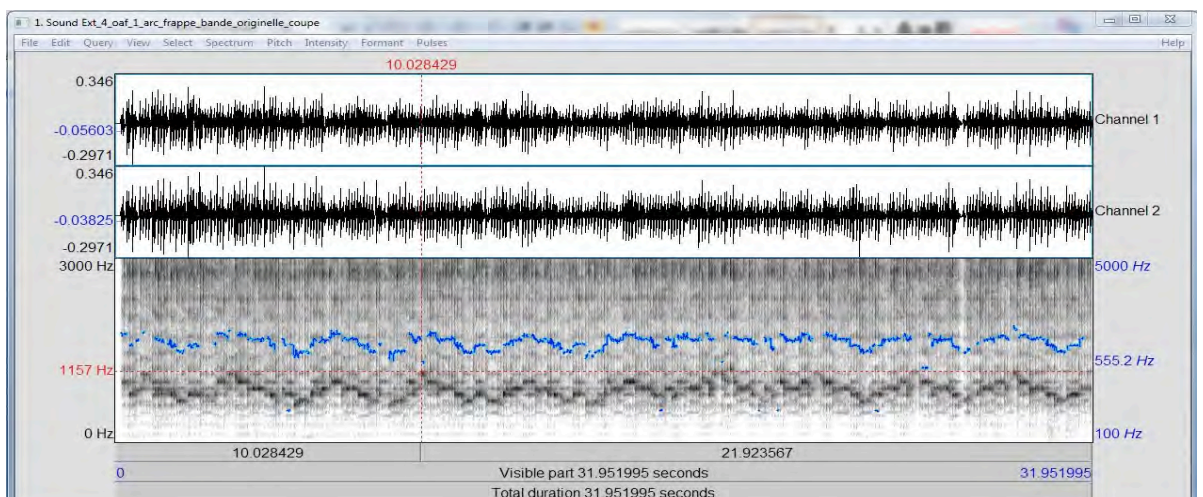 1. Sound Ext_4_oaf_1_arc_frappe_bande_originelle_coupe
File Edit Query View Select Spectrum Pitch Intensity Formant Pulses Help
10.028429
0.346
-0.05603
-0.2971
Channel 1
0.346
-0.03825
-0.2971
Channel 2
3000 Hz
5000 Hz
1157 Hz
555.2 Hz
0 Hz
100 Hz
10.028429 21.923567
0 Visible part 31.951995 seconds 31.951995
Total duration 31.951995 seconds